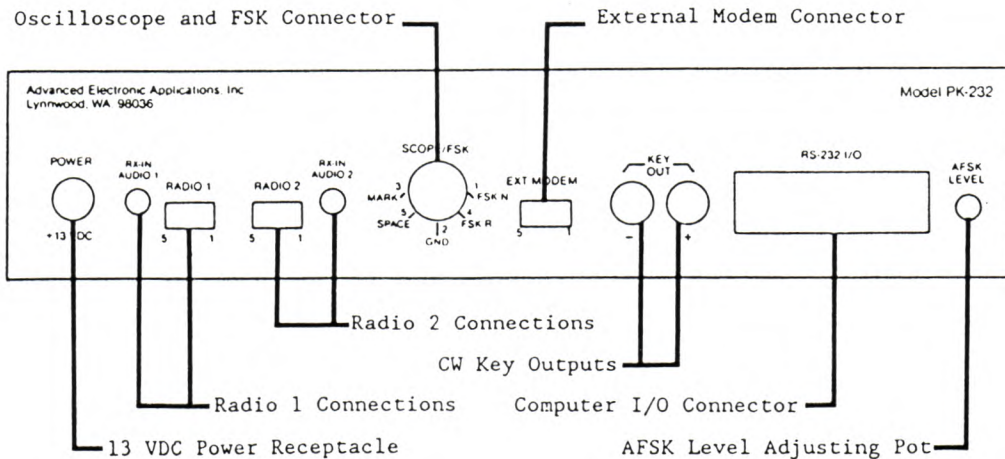 Oscilloscope and FSK Connector
External Modem Connector
Advanced Electronic Applications, Inc
Lynnwood, WA 98036
Model PK-232
POWER
+13 VDC
RX-IN
AUDIO 1
RADIO 1
5 1
RADIO 2
5 1
RX-IN
AUDIO 2
SCOPE/FSK
3
MARK
5
SPACE
2
GND
1
FSK N
4
FSK R
EXT MODEM
5 1
KEY
OUT
- +
RS-232 I/O
AFSK
LEVEL
Radio 2 Connections
CW Key Outputs
Radio 1 Connections
Computer I/O Connector
13 VDC Power Receptacle
AFSK Level Adjusting Pot